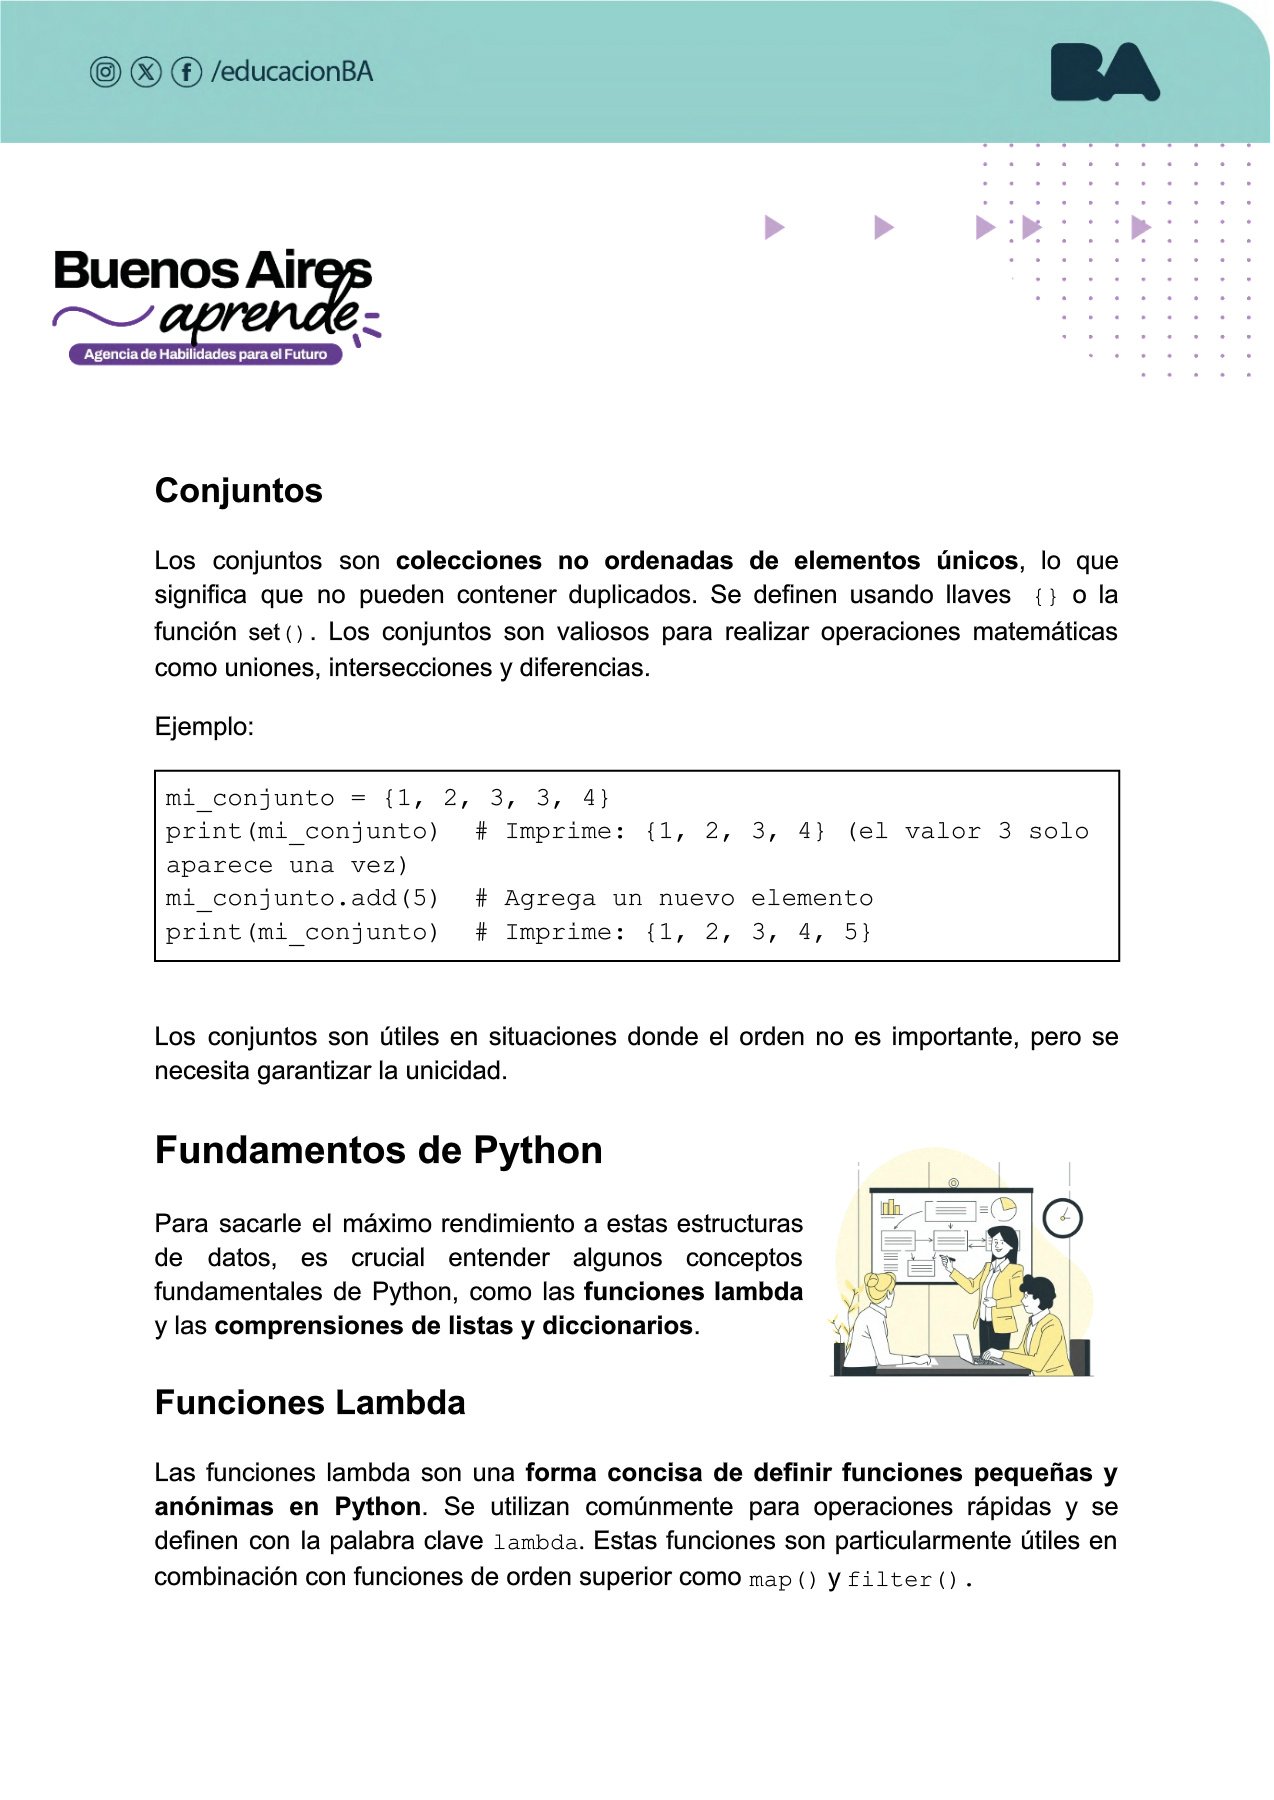 /educacionBA
BA
Buenos Aires
aprende
Agencia de Habilidades para el Futuro
Conjuntos
Los conjuntos son colecciones no ordenadas de elementos únicos, lo que
significa que no pueden contener duplicados. Se definen usando llaves {} o la
función set(). Los conjuntos son valiosos para realizar operaciones matemáticas
como uniones, intersecciones y diferencias.
Ejemplo:
mi_conjunto = {1, 2, 3, 3, 4}
print(mi_conjunto)  # Imprime: {1, 2, 3, 4} (el valor 3 solo
aparece una vez)
mi_conjunto.add(5)  # Agrega un nuevo elemento
print(mi_conjunto)  # Imprime: {1, 2, 3, 4, 5}
Los conjuntos son útiles en situaciones donde el orden no es importante, pero se
necesita garantizar la unicidad.
Fundamentos de Python
Para sacarle el máximo rendimiento a estas estructuras
de datos, es crucial entender algunos conceptos
fundamentales de Python, como las funciones lambda
y las comprensiones de listas y diccionarios.
Funciones Lambda
Las funciones lambda son una forma concisa de definir funciones pequeñas y
anónimas en Python. Se utilizan comúnmente para operaciones rápidas y se
definen con la palabra clave lambda. Estas funciones son particularmente útiles en
combinación con funciones de orden superior como map() y filter().